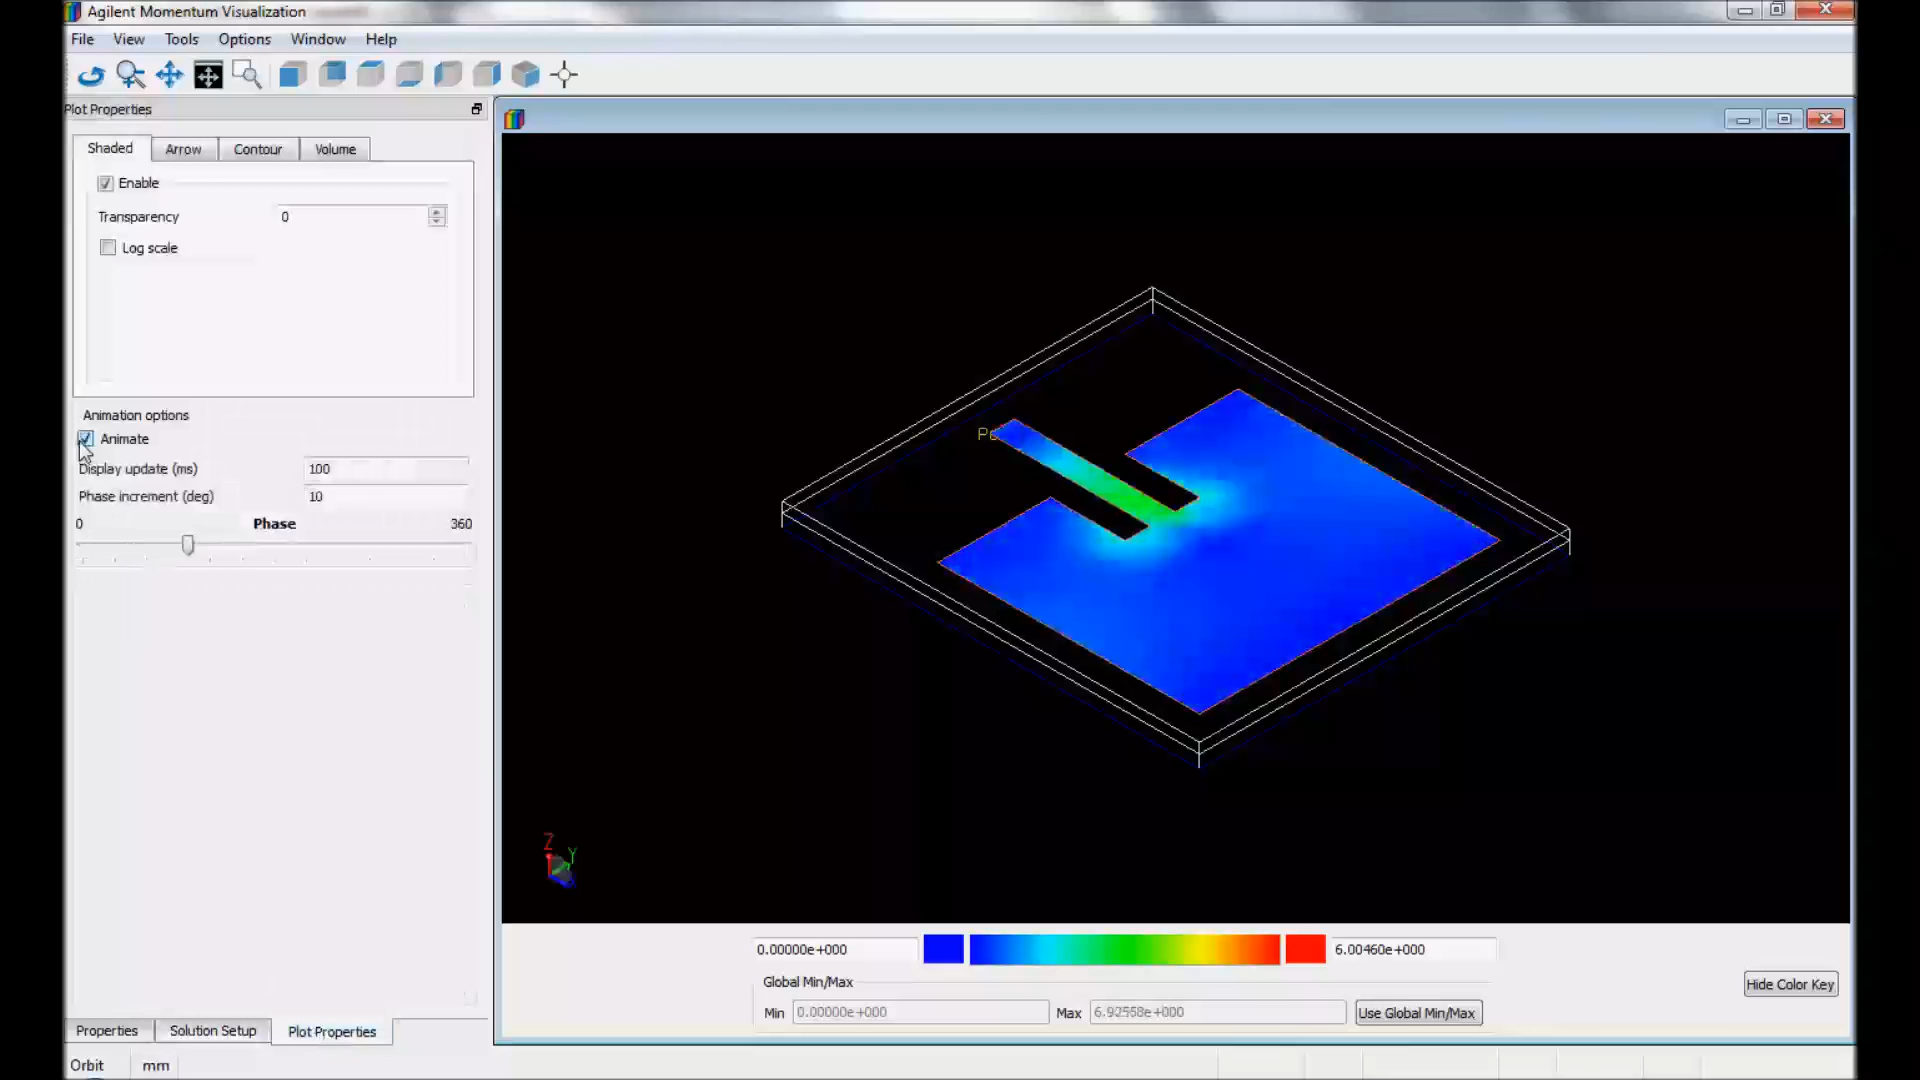 Agilent Momentum Visualization
File View Tools Options Window Help
Plot Properties
Shaded Arrow Contour Volume
Enable
Transparency 0
Log scale
Animation options
Animate
Display update (ms) 100
Phase increment (deg) 10
0 Phase 360
Z
Y
0.00000e+000 6.00460e+000
Global Min/Max
Min 0.00000e+000 Max 6.92558e+000 Use Global Min/Max
Hide Color Key
Properties Solution Setup Plot Properties
Orbit mm